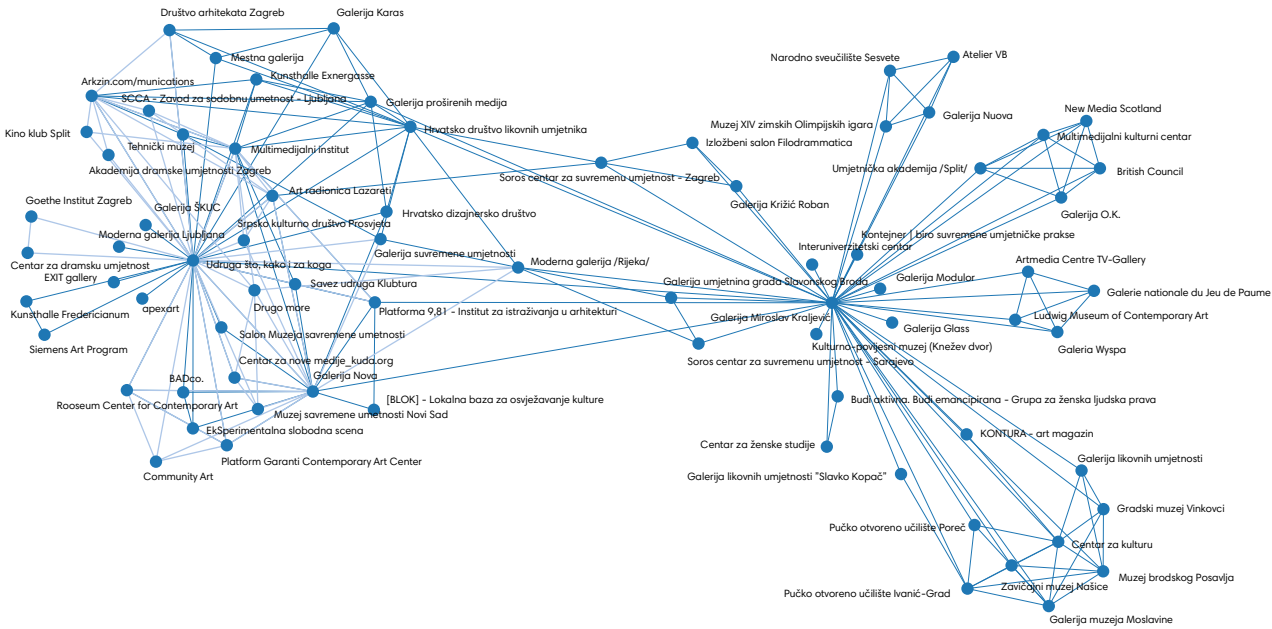 Društvo arhitekata Zagreb
Galerija Karas
Mestna galerija
Arkzin.com/munications
Kunsthalle Exnergasse
SCCA - Zavod za sodobnu umetnost - Ljubljana
Galerija proširenih medija
Kino klub Split
Tehnički muzej
Multimedijalni Institut
Hrvatsko društvo likovnih umjetnika
Akademija dramske umjetnosti Zagreb
Soros centar za suvremenu umjetnost - Zagreb
Art radionica Lazareti
Goethe Institut Zagreb
Galerija ŠKUC
Hrvatsko dizajnersko društvo
Srpsko kulturno društvo Prosvjeta
Moderna galerija Ljubljana
Galerija suvremene umjetnosti
Moderna galerija /Rijeka/
Centar za dramsku umjetnost
Udruga što, kako i za koga
EXIT gallery
Savez udruga Klubtura
Kunsthalle Fredericianum
apexart
Drugo more
Platforma 9,81 - Institut za istraživanja u arhitekturi
Siemens Art Program
Salon Muzeja savremene umetnosti
Centar za nove medije_kuda.org
Galerija Nova
BADco.
Rooseum Center for Contemporary Art
Muzej savremene umetnosti Novi Sad
[BLOK] - Lokalna baza za osvježavanje kulture
EkSperimentalna slobodna scena
Platform Garanti Contemporary Art Center
Community Art
Narodno sveučilište Sesvete
Atelier VB
Galerija Nuova
Muzej XIV zimskih Olimpijskih igara
Izložbeni salon Filodrammatica
New Media Scotland
Multimedijalni kulturni centar
Umjetnička akademija /Split/
British Council
Galerija Križić Roban
Galerija O.K.
Kontejner | biro suvremene umjetničke prakse
Interuniverzitetski centar
Artmedia Centre TV-Gallery
Galerija umjetnina grada Slavonskog Broda
Galerija Modulor
Galerie nationale du Jeu de Paume
Galerija Miroslav Kraljević
Ludwig Museum of Contemporary Art
Galerija Glass
Kulturno-povijesni muzej (Knežev dvor)
Galeria Wyspa
Soros centar za suvremenu umjetnost - Sarajevo
Budi aktivna. Budi emancipirana - Grupa za ženska ljudska prava
Centar za ženske studije
KONTURA - art magazin
Galerija likovnih umjetnosti
Galerija likovnih umjetnosti "Slavko Kopač"
Gradski muzej Vinkovci
Pučko otvoreno učilište Poreč
Centar za kulturu
Muzej brodskog Posavlja
Zavičajni muzej Našice
Pučko otvoreno učilište Ivanić-Grad
Galerija muzeja Moslavine